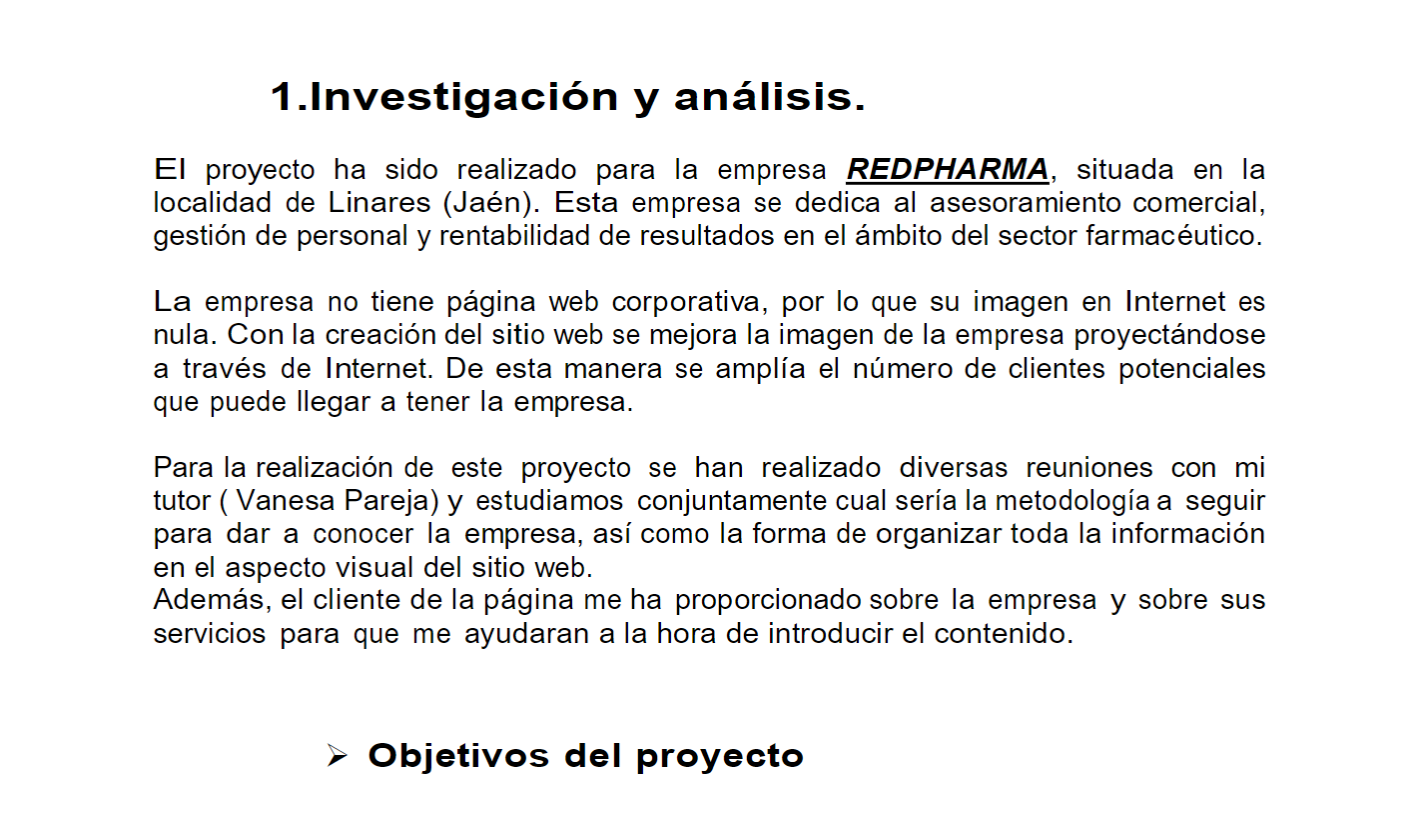 1.Investigación y análisis.
El proyecto ha sido realizado para la empresa REDPHARMA, situada en la
localidad de Linares (Jaén). Esta empresa se dedica al asesoramiento comercial,
gestión de personal y rentabilidad de resultados en el ámbito del sector farmacéutico.
La empresa no tiene página web corporativa, por lo que su imagen en Internet es
nula. Con la creación del sitio web se mejora la imagen de la empresa proyectándose
a través de Internet. De esta manera se amplía el número de clientes potenciales
que puede llegar a tener la empresa.
Para la realización de este proyecto se han realizado diversas reuniones con mi
tutor ( Vanesa Pareja) y estudiamos conjuntamente cual sería la metodología a seguir
para dar a conocer la empresa, así como la forma de organizar toda la información
en el aspecto visual del sitio web.
Además, el cliente de la página me ha proporcionado sobre la empresa y sobre sus
servicios para que me ayudaran a la hora de introducir el contenido.
➢ Objetivos del proyecto